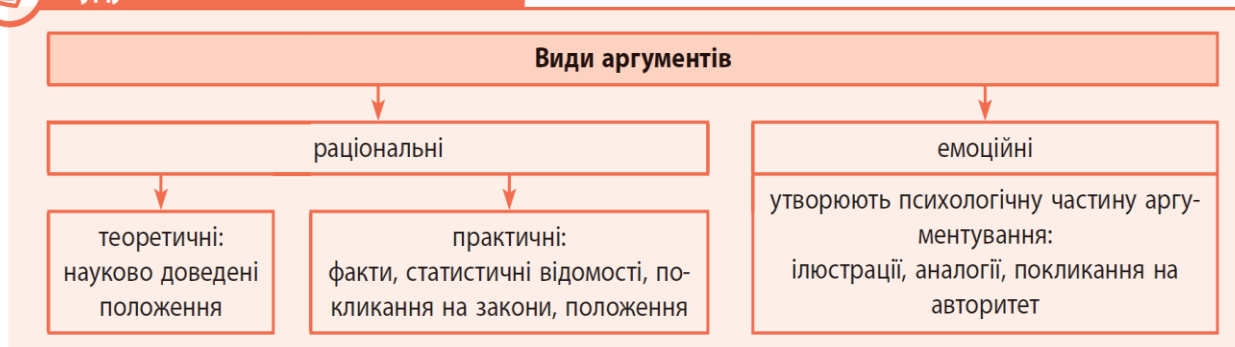 Види аргументів
раціональні
емоційні
теоретичні:
науково доведені
положення
практичні:
факти, статистичні відомості, по-
кликання на закони, положення
утворюють психологічну частину аргу-
ментування:
ілюстрації, аналогії, покликання на
авторитет